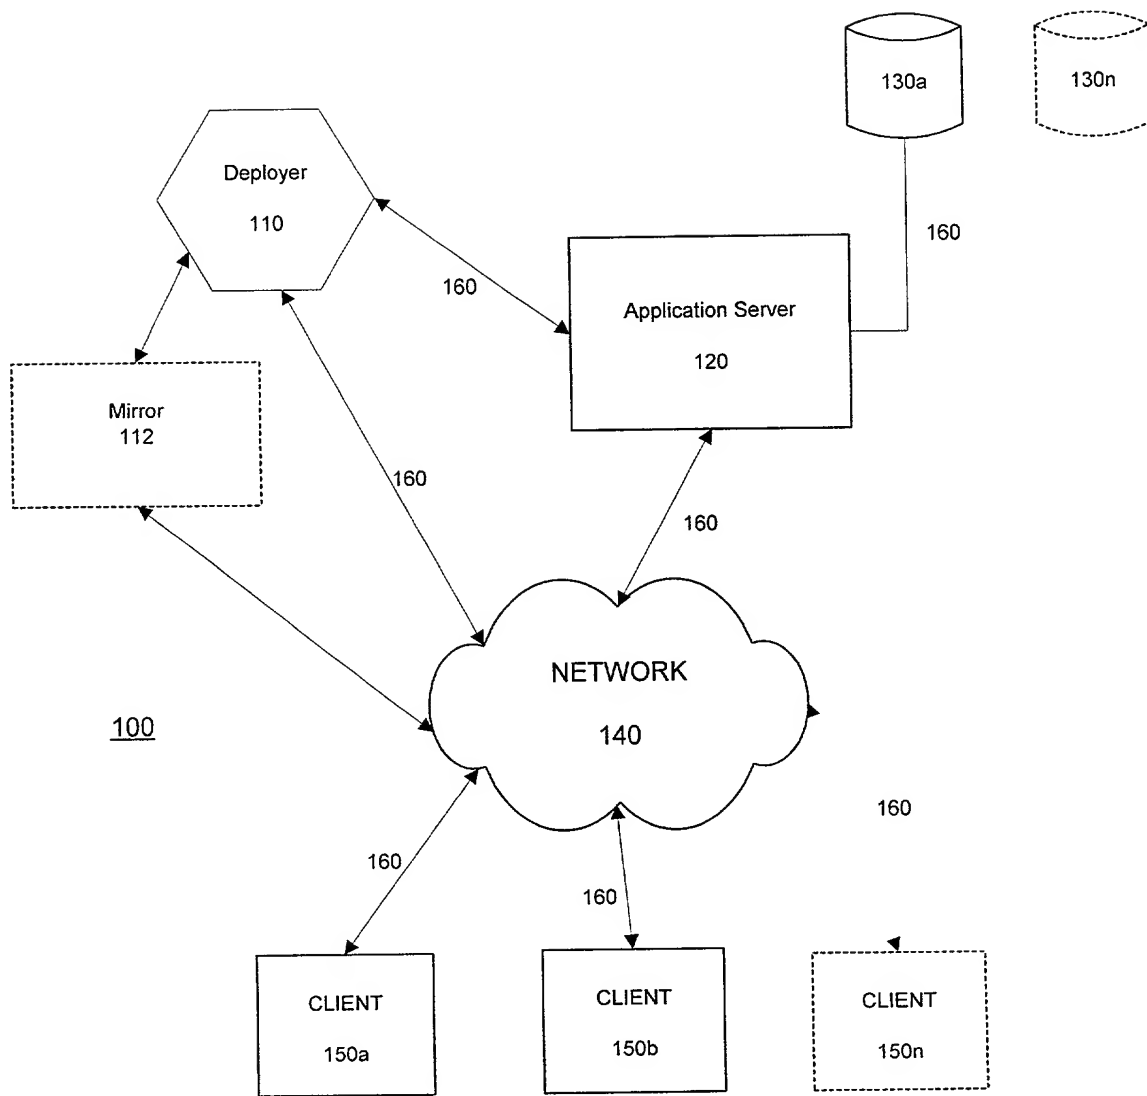 130a
130n
Deployer
110
160
160
Application Server
120
Mirror
112
160
160
NETWORK
140
100
160
160
160
CLIENT
150a
CLIENT
150b
CLIENT
150n